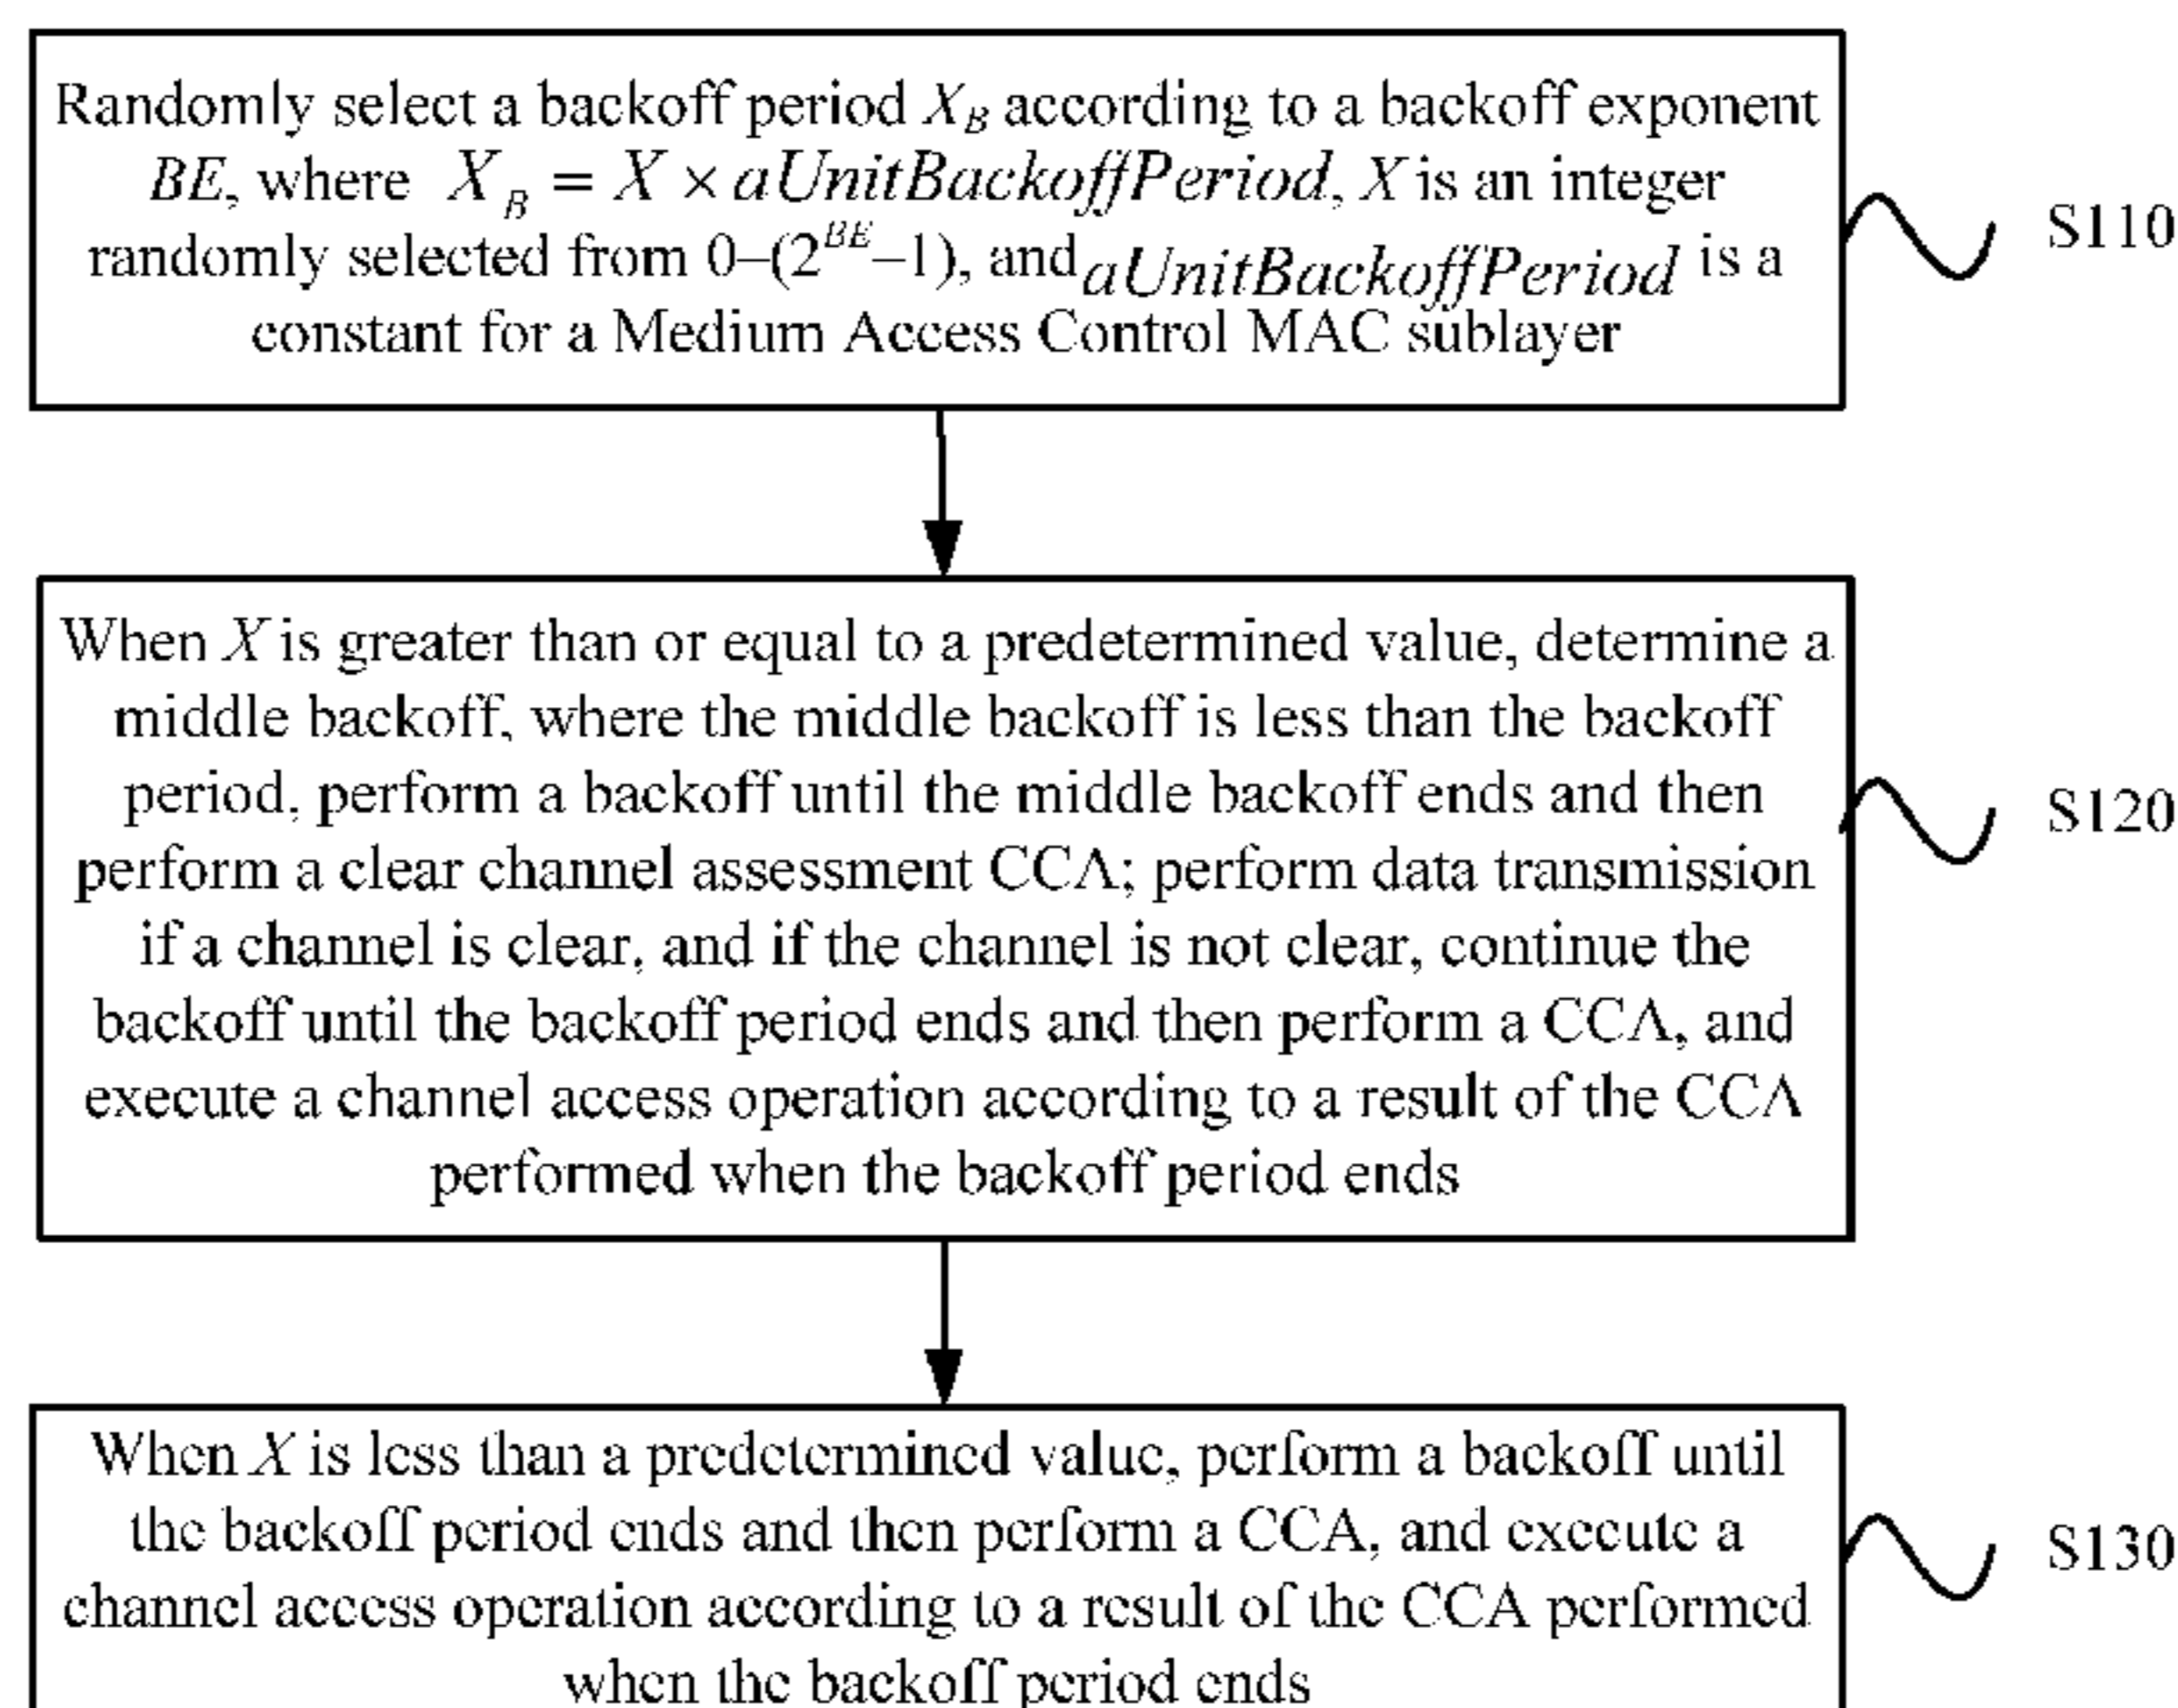 Randomly select a backoff period X_B according to a backoff exponent
BE, where X_B = X × aUnitBackoffPeriod, X is an integer
randomly selected from 0–(2^BE–1), and aUnitBackoffPeriod is a
constant for a Medium Access Control MAC sublayer
S110
When X is greater than or equal to a predetermined value, determine a
middle backoff, where the middle backoff is less than the backoff
period, perform a backoff until the middle backoff ends and then
perform a clear channel assessment CCA; perform data transmission
if a channel is clear, and if the channel is not clear, continue the
backoff until the backoff period ends and then perform a CCA, and
execute a channel access operation according to a result of the CCA
performed when the backoff period ends
S120
When X is less than a predetermined value, perform a backoff until
the backoff period ends and then perform a CCA, and execute a
channel access operation according to a result of the CCA performed
when the backoff period ends
S130